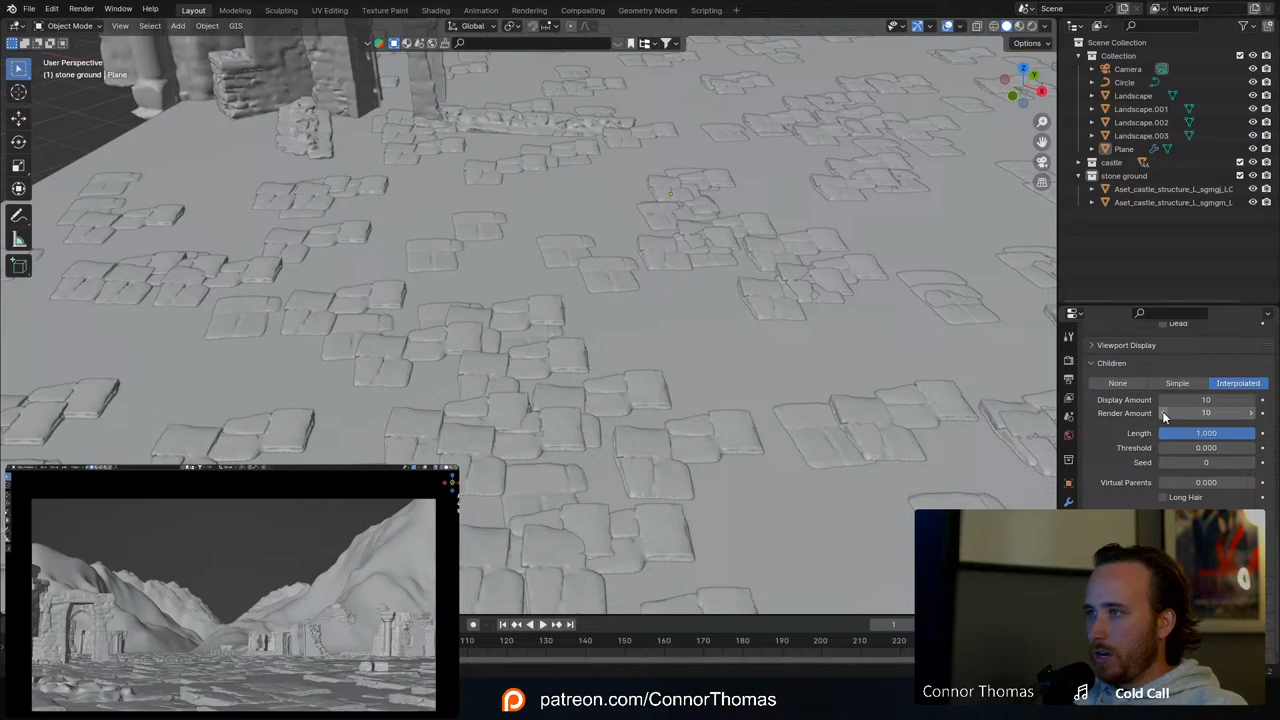 File Edit Render Window Help Layout Modeling Sculpting UV Editing Texture Paint Shading Animation Rendering Compositing Geometry Nodes Scripting + Scene ViewLayer
Object Mode View Select Add Object GIS Global
Options
User Perspective
(1) stone ground | Plane
Z
Y
X
Scene Collection
Collection
Camera
Circle
Landscape
Landscape.001
Landscape.002
Landscape.003
Plane
castle
stone ground
Aset_castle_structure_L_sgmgj_LC
Aset_castle_structure_L_sgmgm_L
Dead
Viewport Display
Children
None Simple Interpolated
Display Amount 10
Render Amount 10
Length 1.000
Threshold 0.000
Seed 0
Virtual Parents 0.000
Long Hair
1
110 120 130 140 150 160 170 180 190 200 210 220
patreon.com/ConnorThomas
Connor Thomas Cold Call